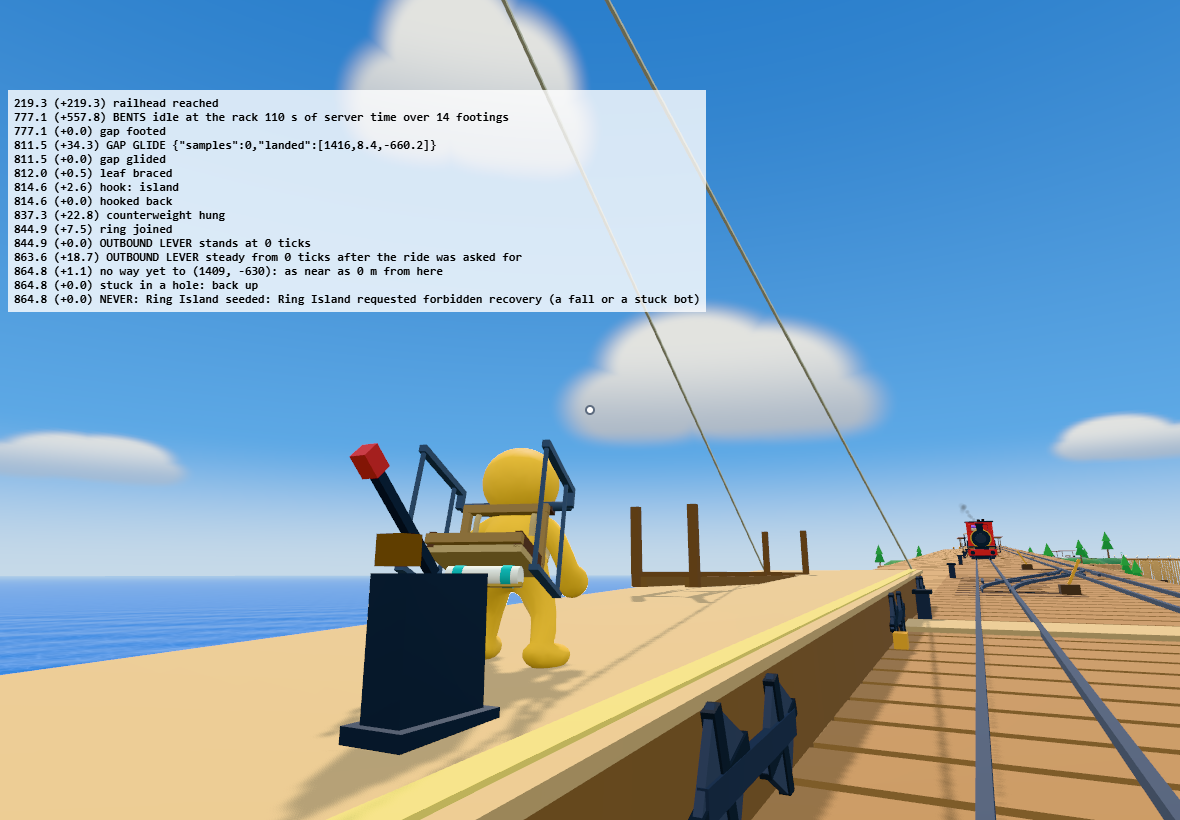 219.3 (+219.3) railhead reached
777.1 (+557.8) BENTS idle at the rack 110 s of server time over 14 footings
777.1 (+0.0) gap footed
811.5 (+34.3) GAP GLIDE {"samples":0,"landed":[1416,8.4,-660.2]}
811.5 (+0.0) gap glided
812.0 (+0.5) leaf braced
814.6 (+2.6) hook: island
814.6 (+0.0) hooked back
837.3 (+22.8) counterweight hung
844.9 (+7.5) ring joined
844.9 (+0.0) OUTBOUND LEVER stands at 0 ticks
863.6 (+18.7) OUTBOUND LEVER steady from 0 ticks after the ride was asked for
864.8 (+1.1) no way yet to (1409, -630): as near as 0 m from here
864.8 (+0.0) stuck in a hole: back up
864.8 (+0.0) NEVER: Ring Island seeded: Ring Island requested forbidden recovery (a fall or a stuck bot)